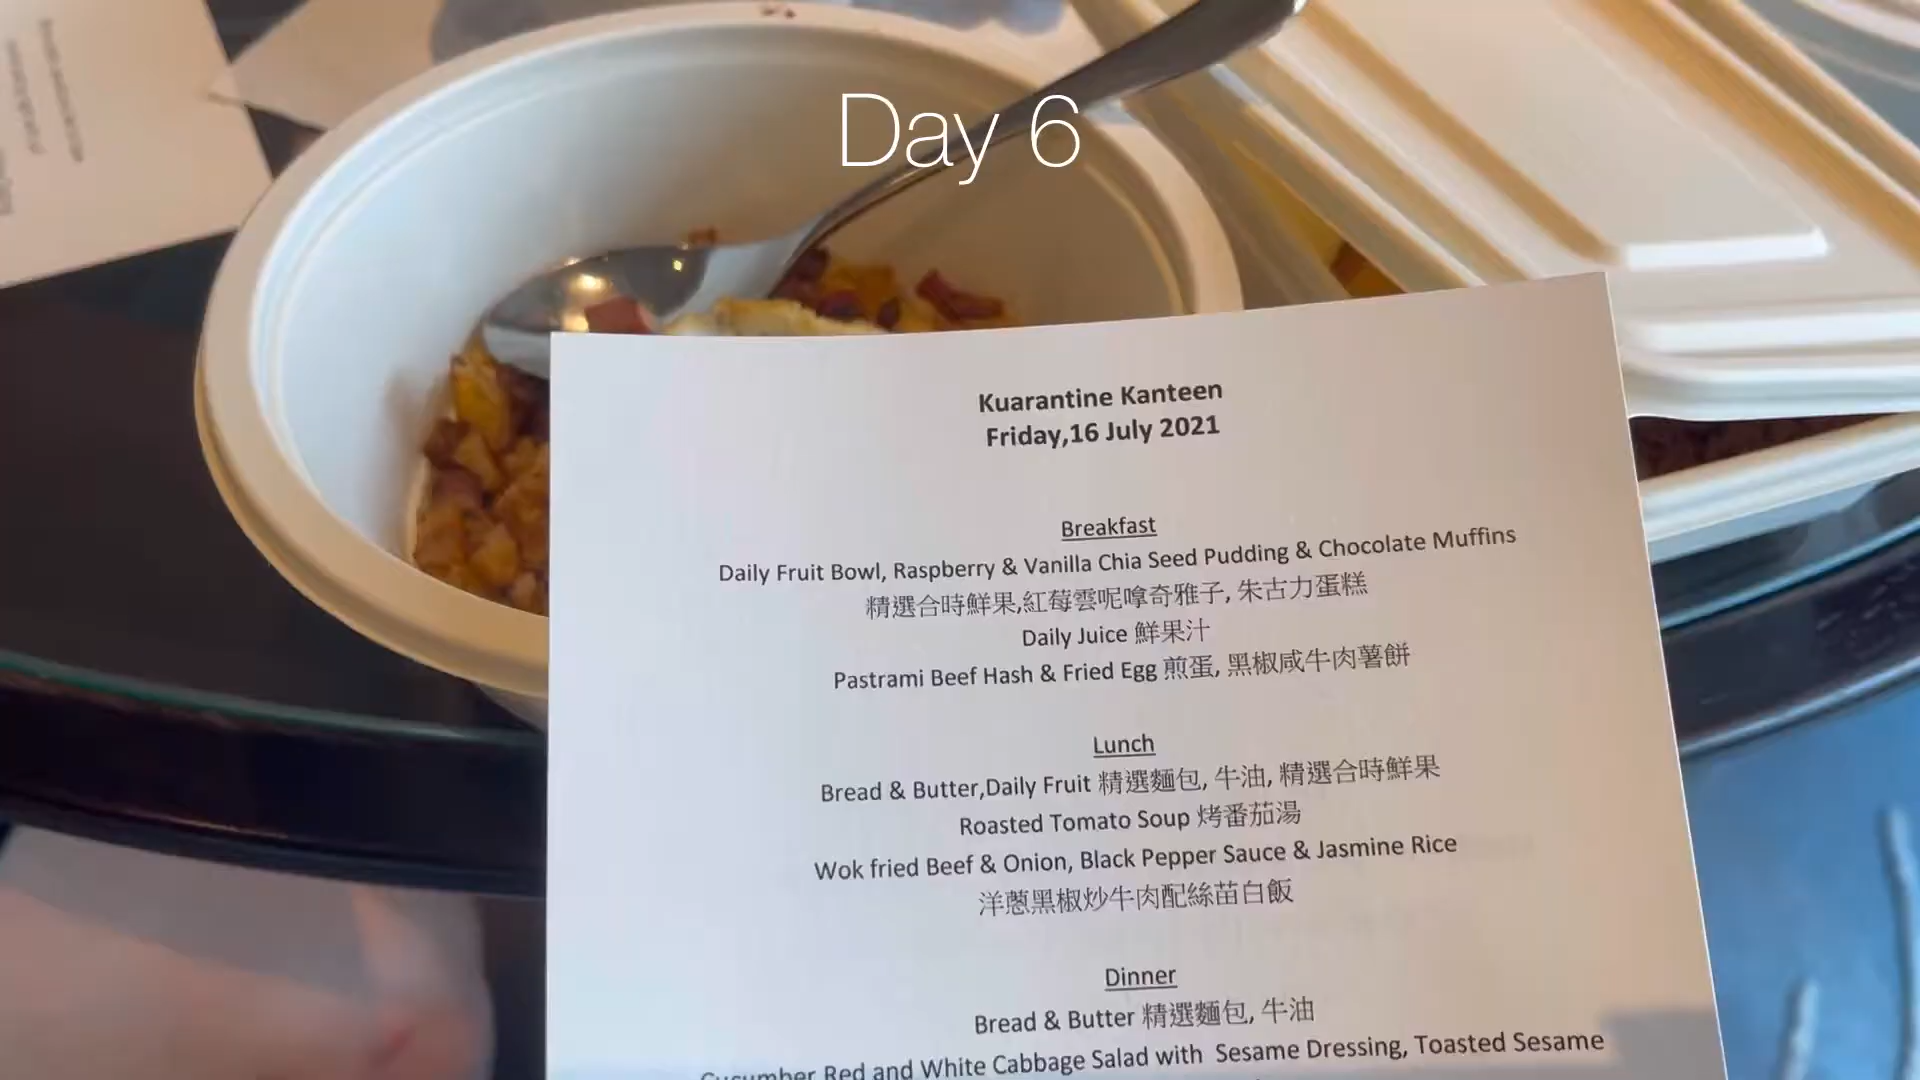 Day 6
Kuarantine Kanteen
Friday,16 July 2021
Breakfast
Daily Fruit Bowl, Raspberry & Vanilla Chia Seed Pudding & Chocolate Muffins
精選合時鮮果,紅莓雲呢嗱奇雅子, 朱古力蛋糕
Daily Juice 鮮果汁
Pastrami Beef Hash & Fried Egg 煎蛋, 黑椒咸牛肉薯餅
Lunch
Bread & Butter,Daily Fruit 精選麵包, 牛油, 精選合時鮮果
Roasted Tomato Soup 烤番茄湯
Wok fried Beef & Onion, Black Pepper Sauce & Jasmine Rice
洋蔥黑椒炒牛肉配絲苗白飯
Dinner
Bread & Butter 精選麵包, 牛油
Cucumber Red and White Cabbage Salad with Sesame Dressing, Toasted Sesame